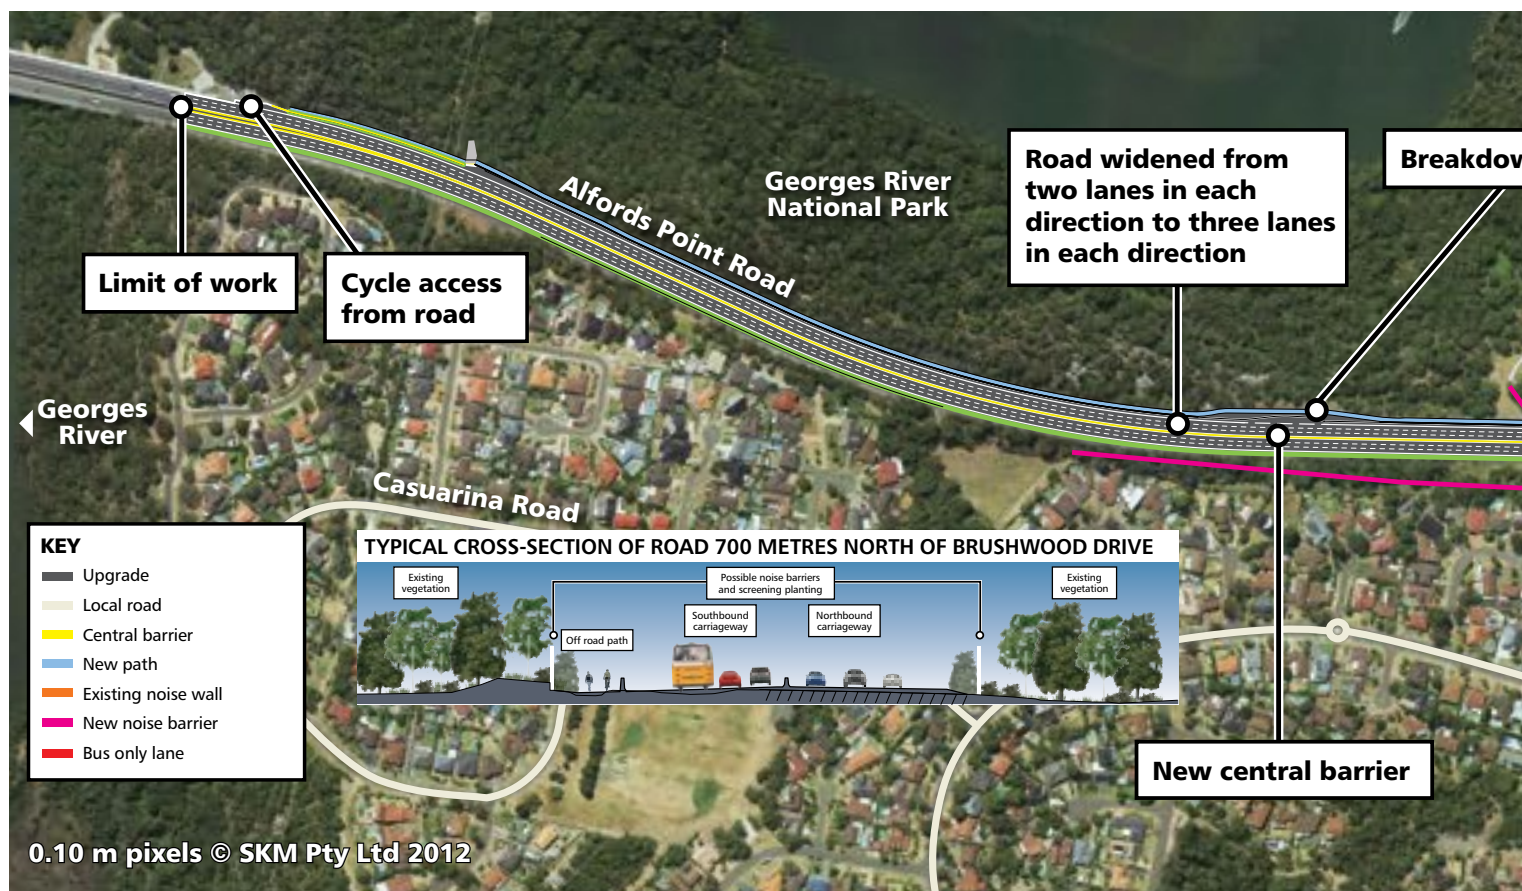 Limit of work
Cycle access
from road
Alfords Point Road
Georges River
National Park
Road widened from
two lanes in each
direction to three lanes
in each direction
Georges
River
Casuarina Road
KEY
Upgrade
Local road
Central barrier
New path
Existing noise wall
New noise barrier
Bus only lane
TYPICAL CROSS-SECTION OF ROAD 700 METRES NORTH OF BRUSHWOOD DRIVE
Existing
vegetation
Possible noise barriers
and screening planting
Existing
vegetation
Southbound
carriageway
Northbound
carriageway
Off road path
New central barrier
0.10 m pixels © SKM Pty Ltd 2012